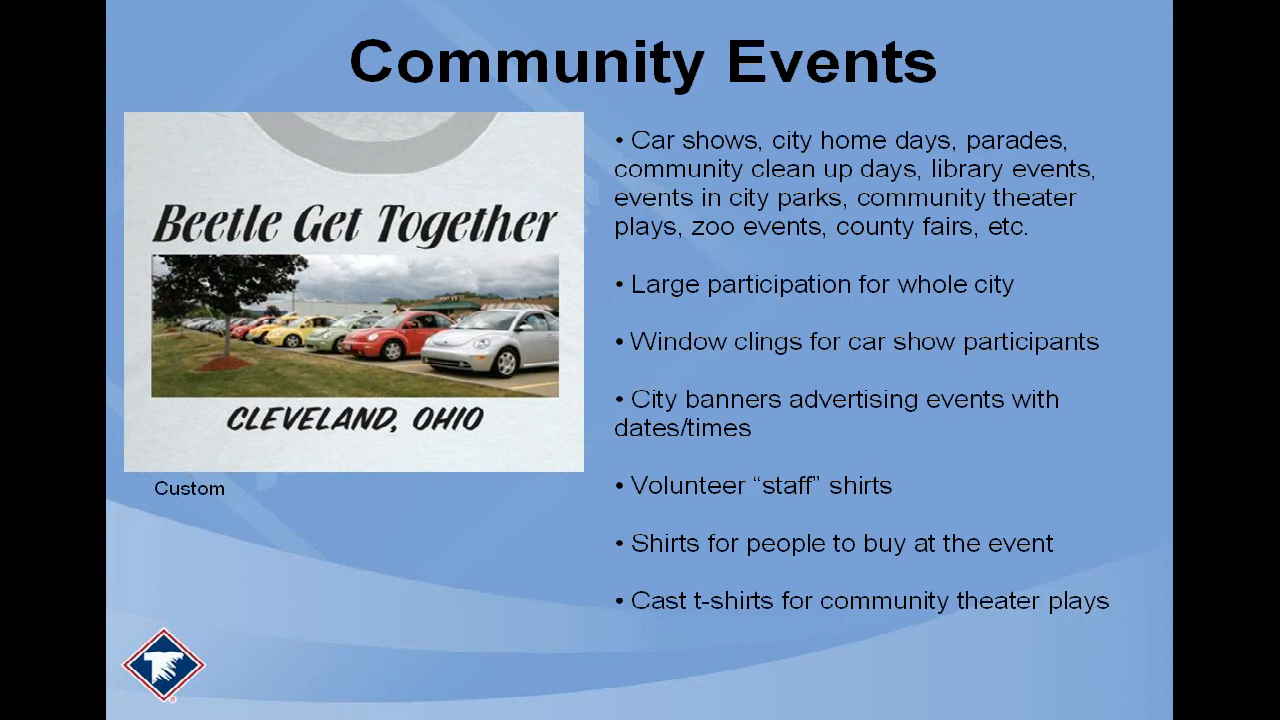 Community Events
Beetle Get Together
CLEVELAND, OHIO
Custom
• Car shows, city home days, parades,
community clean up days, library events,
events in city parks, community theater
plays, zoo events, county fairs, etc.
• Large participation for whole city
• Window clings for car show participants
• City banners advertising events with
dates/times
• Volunteer “staff” shirts
• Shirts for people to buy at the event
• Cast t-shirts for community theater plays